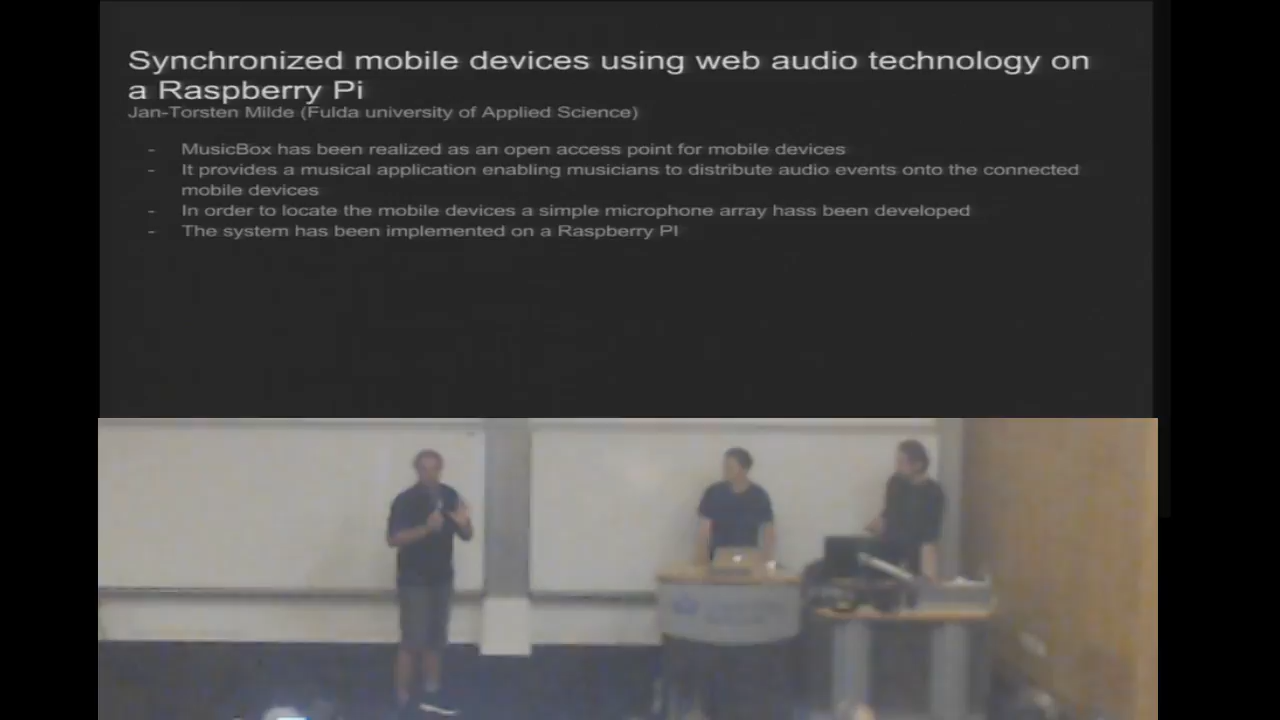 Synchronized mobile devices using web audio technology on
a Raspberry Pi
Jan-Torsten Milde (Fulda university of Applied Science)
- MusicBox has been realized as an open access point for mobile devices
- It provides a musical application enabling musicians to distribute audio events onto the connected
mobile devices
- In order to locate the mobile devices a simple microphone array hass been developed
- The system has been implemented on a Raspberry PI